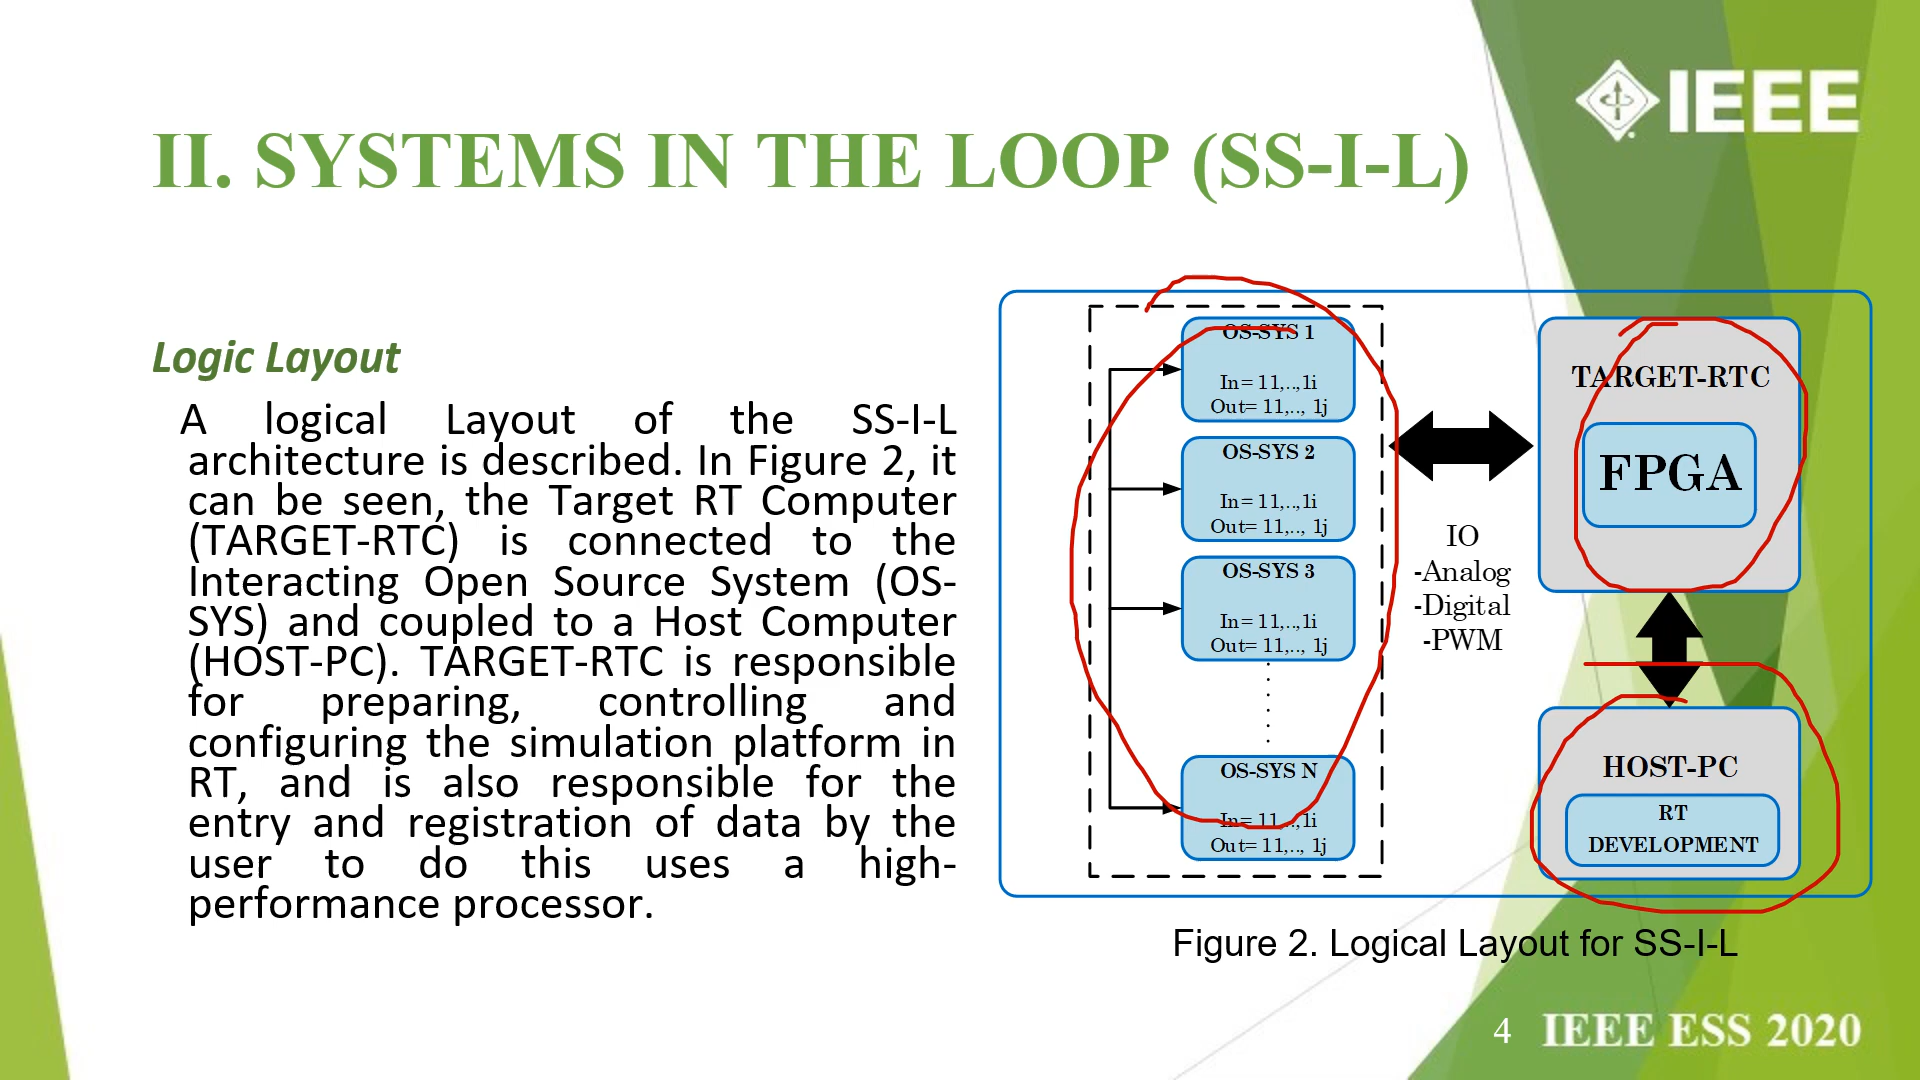 IEEE
II. SYSTEMS IN THE LOOP (SS-I-L)
Logic Layout
A logical Layout of the SS-I-L
architecture is described. In Figure 2, it
can be seen, the Target RT Computer
(TARGET-RTC) is connected to the
Interacting Open Source System (OS-
SYS) and coupled to a Host Computer
(HOST-PC). TARGET-RTC is responsible
for preparing, controlling and
configuring the simulation platform in
RT, and is also responsible for the
entry and registration of data by the
user to do this uses a high-
performance processor.
OS-SYS 1
In= 11,..,1i
Out= 11,.., 1j
OS-SYS 2
In= 11,..,1i
Out= 11,.., 1j
OS-SYS 3
In= 11,..,1i
Out= 11,.., 1j
OS-SYS N
In= 11,..,1i
Out= 11,.., 1j
IO
-Analog
-Digital
-PWM
TARGET-RTC
FPGA
HOST-PC
RT
DEVELOPMENT
Figure 2. Logical Layout for SS-I-L
4
IEEE ESS 2020